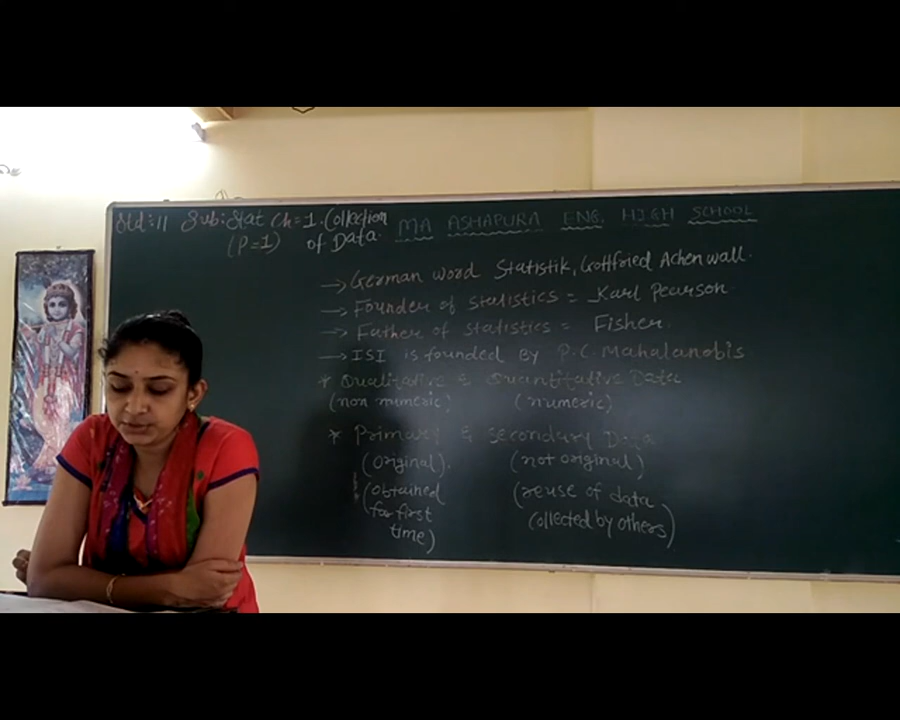 Std:11 Sub:Stat Ch=1.Collection
(P=1) of Data.
MA ASHAPURA ENG. HIGH SCHOOL
→ German word Statistik, Gottfried Achenwall.
→ Founder of statistics = Karl Pearson.
→ Father of statistics = Fisher.
→ ISI is founded by P.C. Mahalanobis.
* Qualitative & Quantitative Data
(non numeric) (numeric)
* Primary & Secondary Data
(original). (not original)
(obtained (reuse of data
for first collected by others)
time)